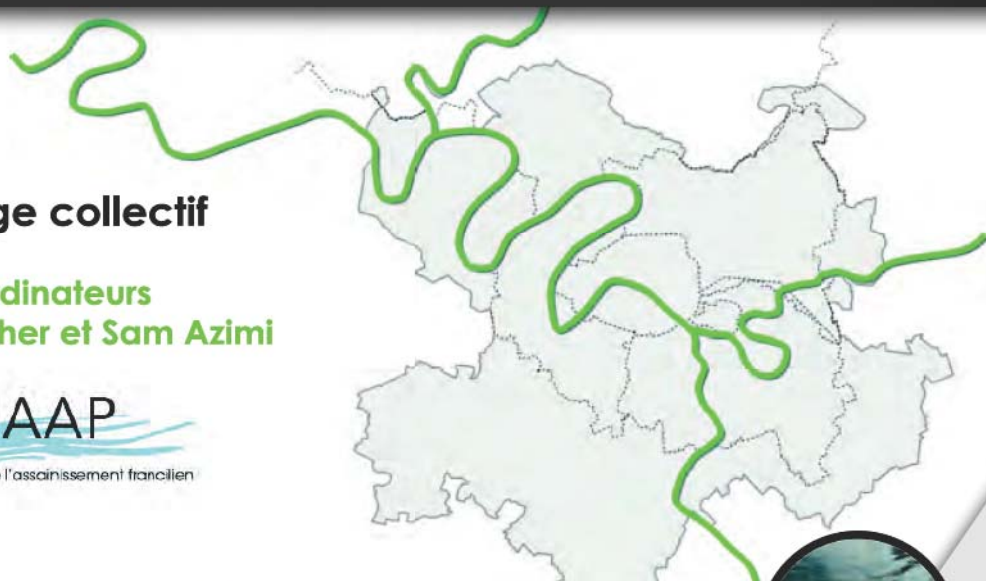 ge collectif
dinateurs
her et Sam Azimi
AAP
l'assainissement francilien